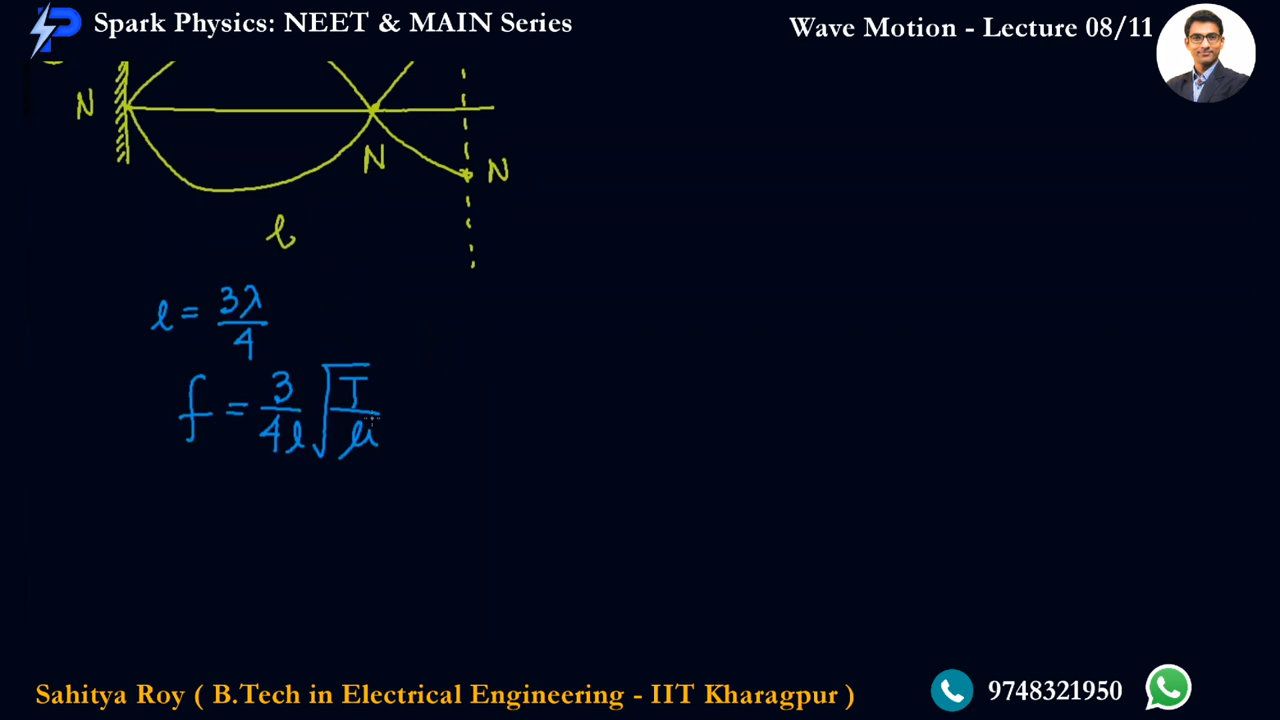 Spark Physics: NEET & MAIN Series
Wave Motion - Lecture 08/11
N
N
N
l
l = 3λ/4
f = 3/4l √T/μ
Sahitya Roy ( B.Tech in Electrical Engineering - IIT Kharagpur )
9748321950